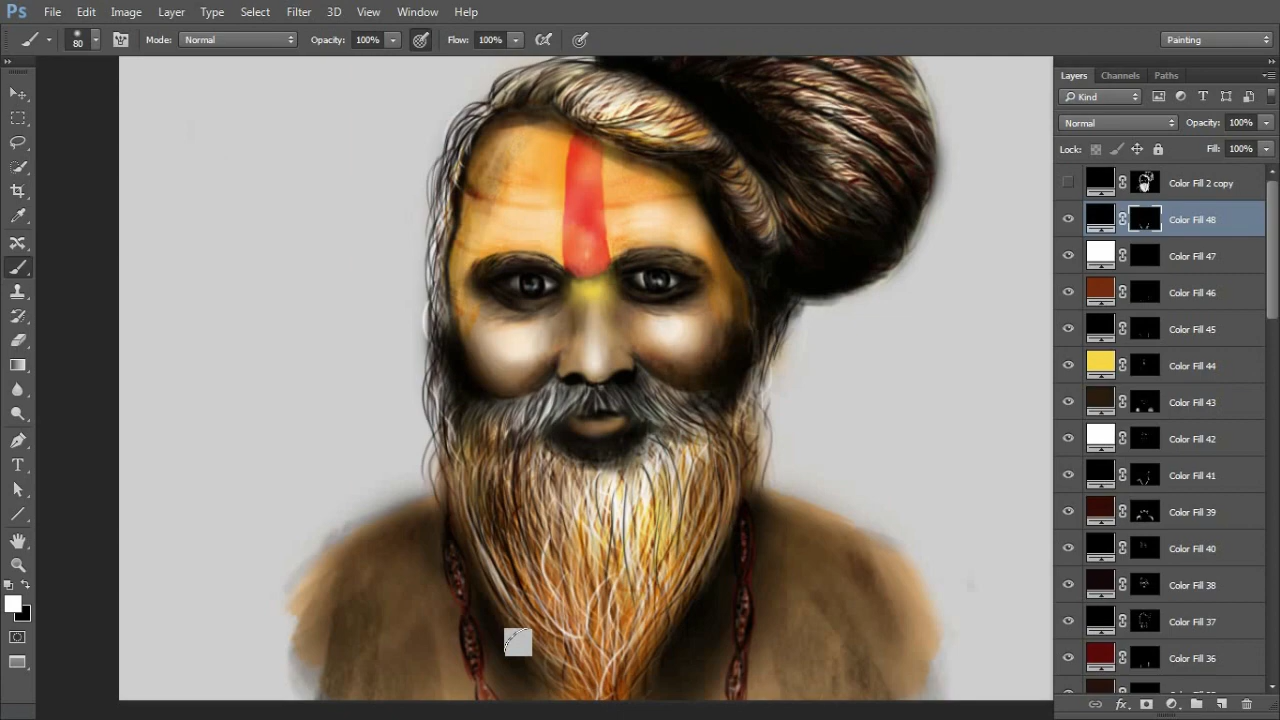 Ps File Edit Image Layer Type Select Filter 3D View Window Help
80 Mode: Normal Opacity: 100% Flow: 100% Painting
Layers Channels Paths
Kind
Normal Opacity: 100%
Lock: Fill: 100%
Color Fill 2 copy
Color Fill 48
Color Fill 47
Color Fill 46
Color Fill 45
Color Fill 44
Color Fill 43
Color Fill 42
Color Fill 41
Color Fill 39
Color Fill 40
Color Fill 38
Color Fill 37
Color Fill 36